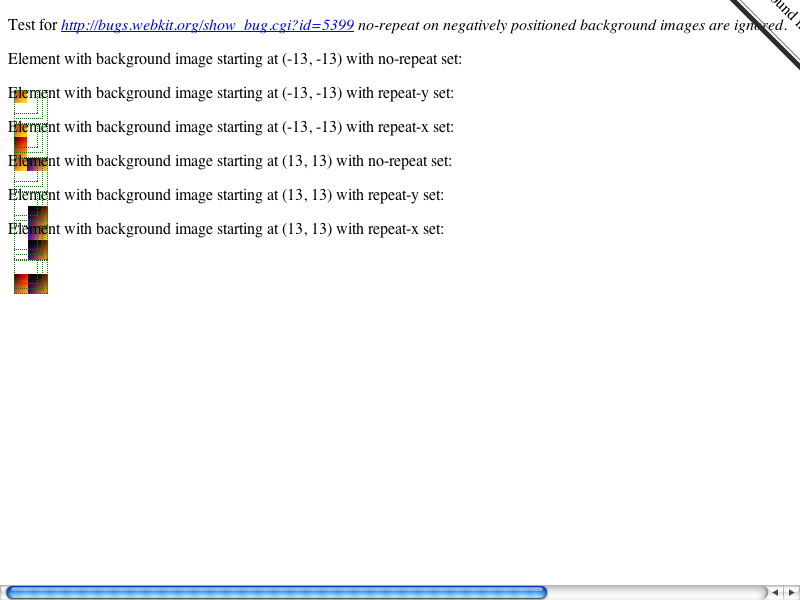 Test for http://bugs.webkit.org/show_bug.cgi?id=5399 no-repeat on negatively positioned background images are ignored.
Element with background image starting at (-13, -13) with no-repeat set:
Element with background image starting at (-13, -13) with repeat-y set:
Element with background image starting at (-13, -13) with repeat-x set:
Element with background image starting at (13, 13) with no-repeat set:
Element with background image starting at (13, 13) with repeat-y set:
Element with background image starting at (13, 13) with repeat-x set: